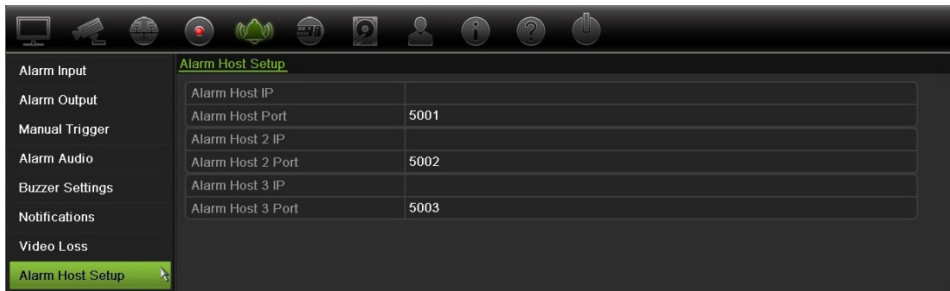 Alarm Input
Alarm Output
Manual Trigger
Alarm Audio
Buzzer Settings
Notifications
Video Loss
Alarm Host Setup
Alarm Host Setup
Alarm Host IP
Alarm Host Port 5001
Alarm Host 2 IP
Alarm Host 2 Port 5002
Alarm Host 3 IP
Alarm Host 3 Port 5003